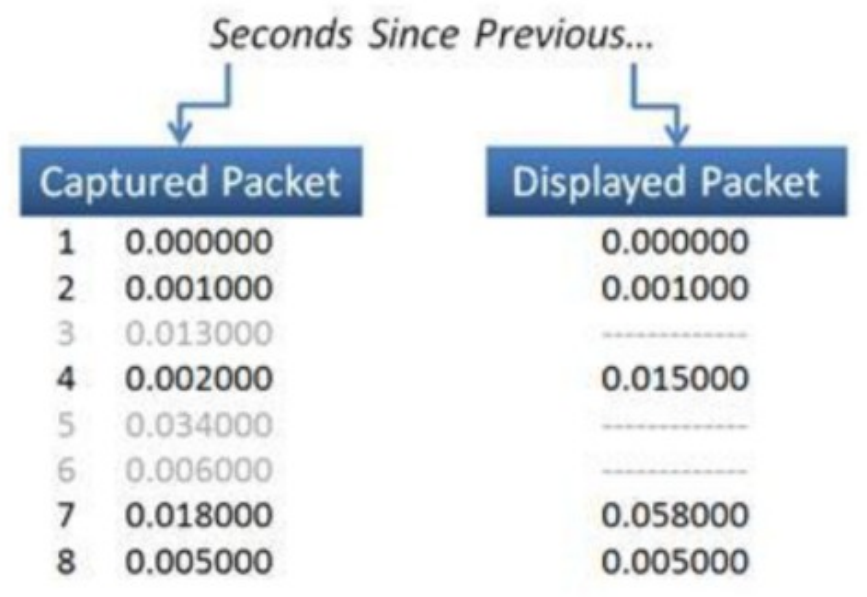 Seconds Since Previous...
Captured Packet Displayed Packet
1 0.000000 0.000000
2 0.001000 0.001000
3 0.013000 -------------
4 0.002000 0.015000
5 0.034000 -------------
6 0.006000 -------------
7 0.018000 0.058000
8 0.005000 0.005000